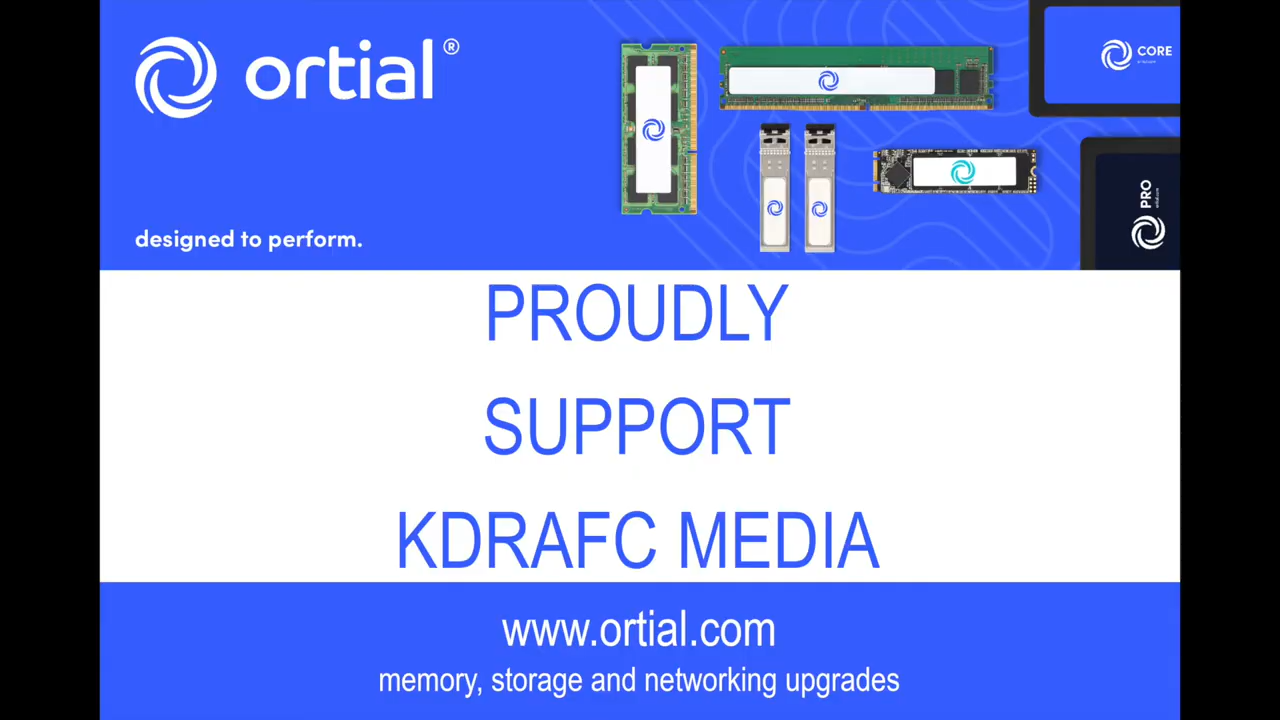 ortial®
CORE
PRO
designed to perform.
PROUDLY
SUPPORT
KDRAFC MEDIA
www.ortial.com
memory, storage and networking upgrades